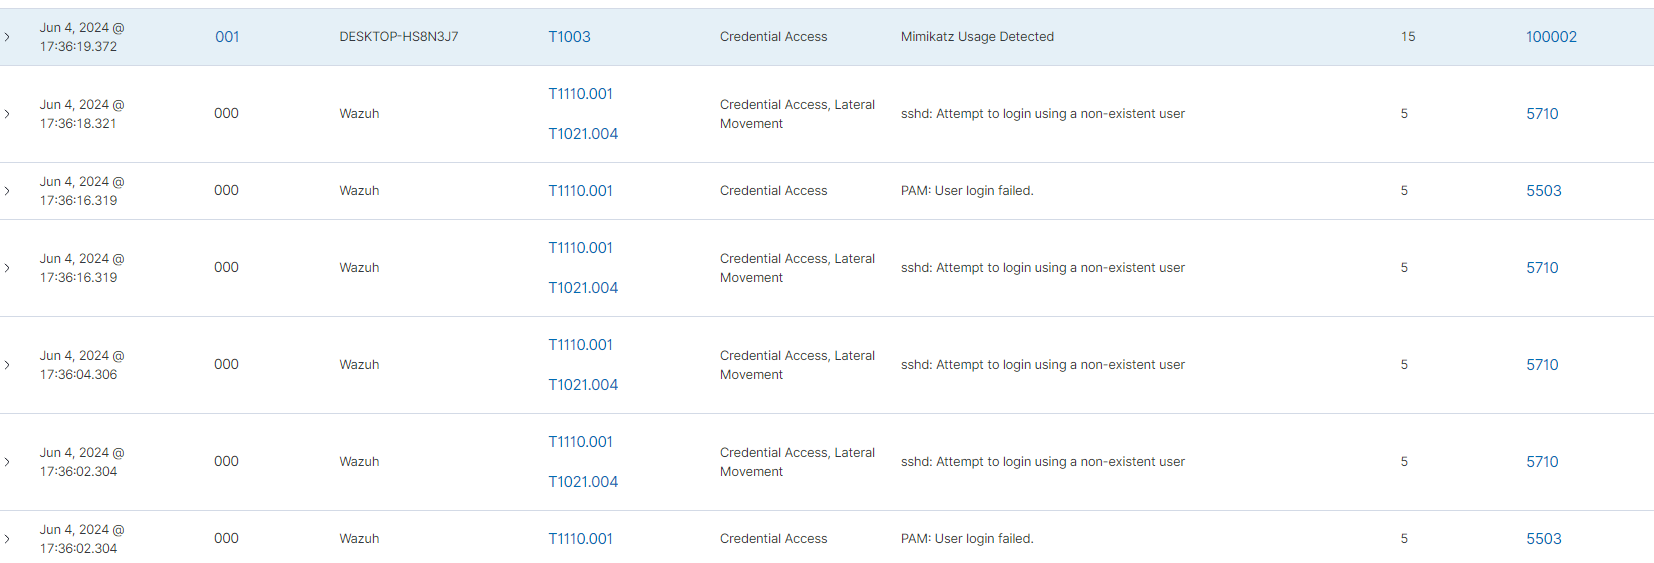 Jun 4, 2024 @
17:36:19.372
001
DESKTOP-HS8N3J7
T1003
Credential Access
Mimikatz Usage Detected
15
100002
Jun 4, 2024 @
17:36:18.321
000
Wazuh
T1110.001
T1021.004
Credential Access, Lateral
Movement
sshd: Attempt to login using a non-existent user
5
5710
Jun 4, 2024 @
17:36:16.319
000
Wazuh
T1110.001
Credential Access
PAM: User login failed.
5
5503
Jun 4, 2024 @
17:36:16.319
000
Wazuh
T1110.001
T1021.004
Credential Access, Lateral
Movement
sshd: Attempt to login using a non-existent user
5
5710
Jun 4, 2024 @
17:36:04.306
000
Wazuh
T1110.001
T1021.004
Credential Access, Lateral
Movement
sshd: Attempt to login using a non-existent user
5
5710
Jun 4, 2024 @
17:36:02.304
000
Wazuh
T1110.001
T1021.004
Credential Access, Lateral
Movement
sshd: Attempt to login using a non-existent user
5
5710
Jun 4, 2024 @
17:36:02.304
000
Wazuh
T1110.001
Credential Access
PAM: User login failed.
5
5503